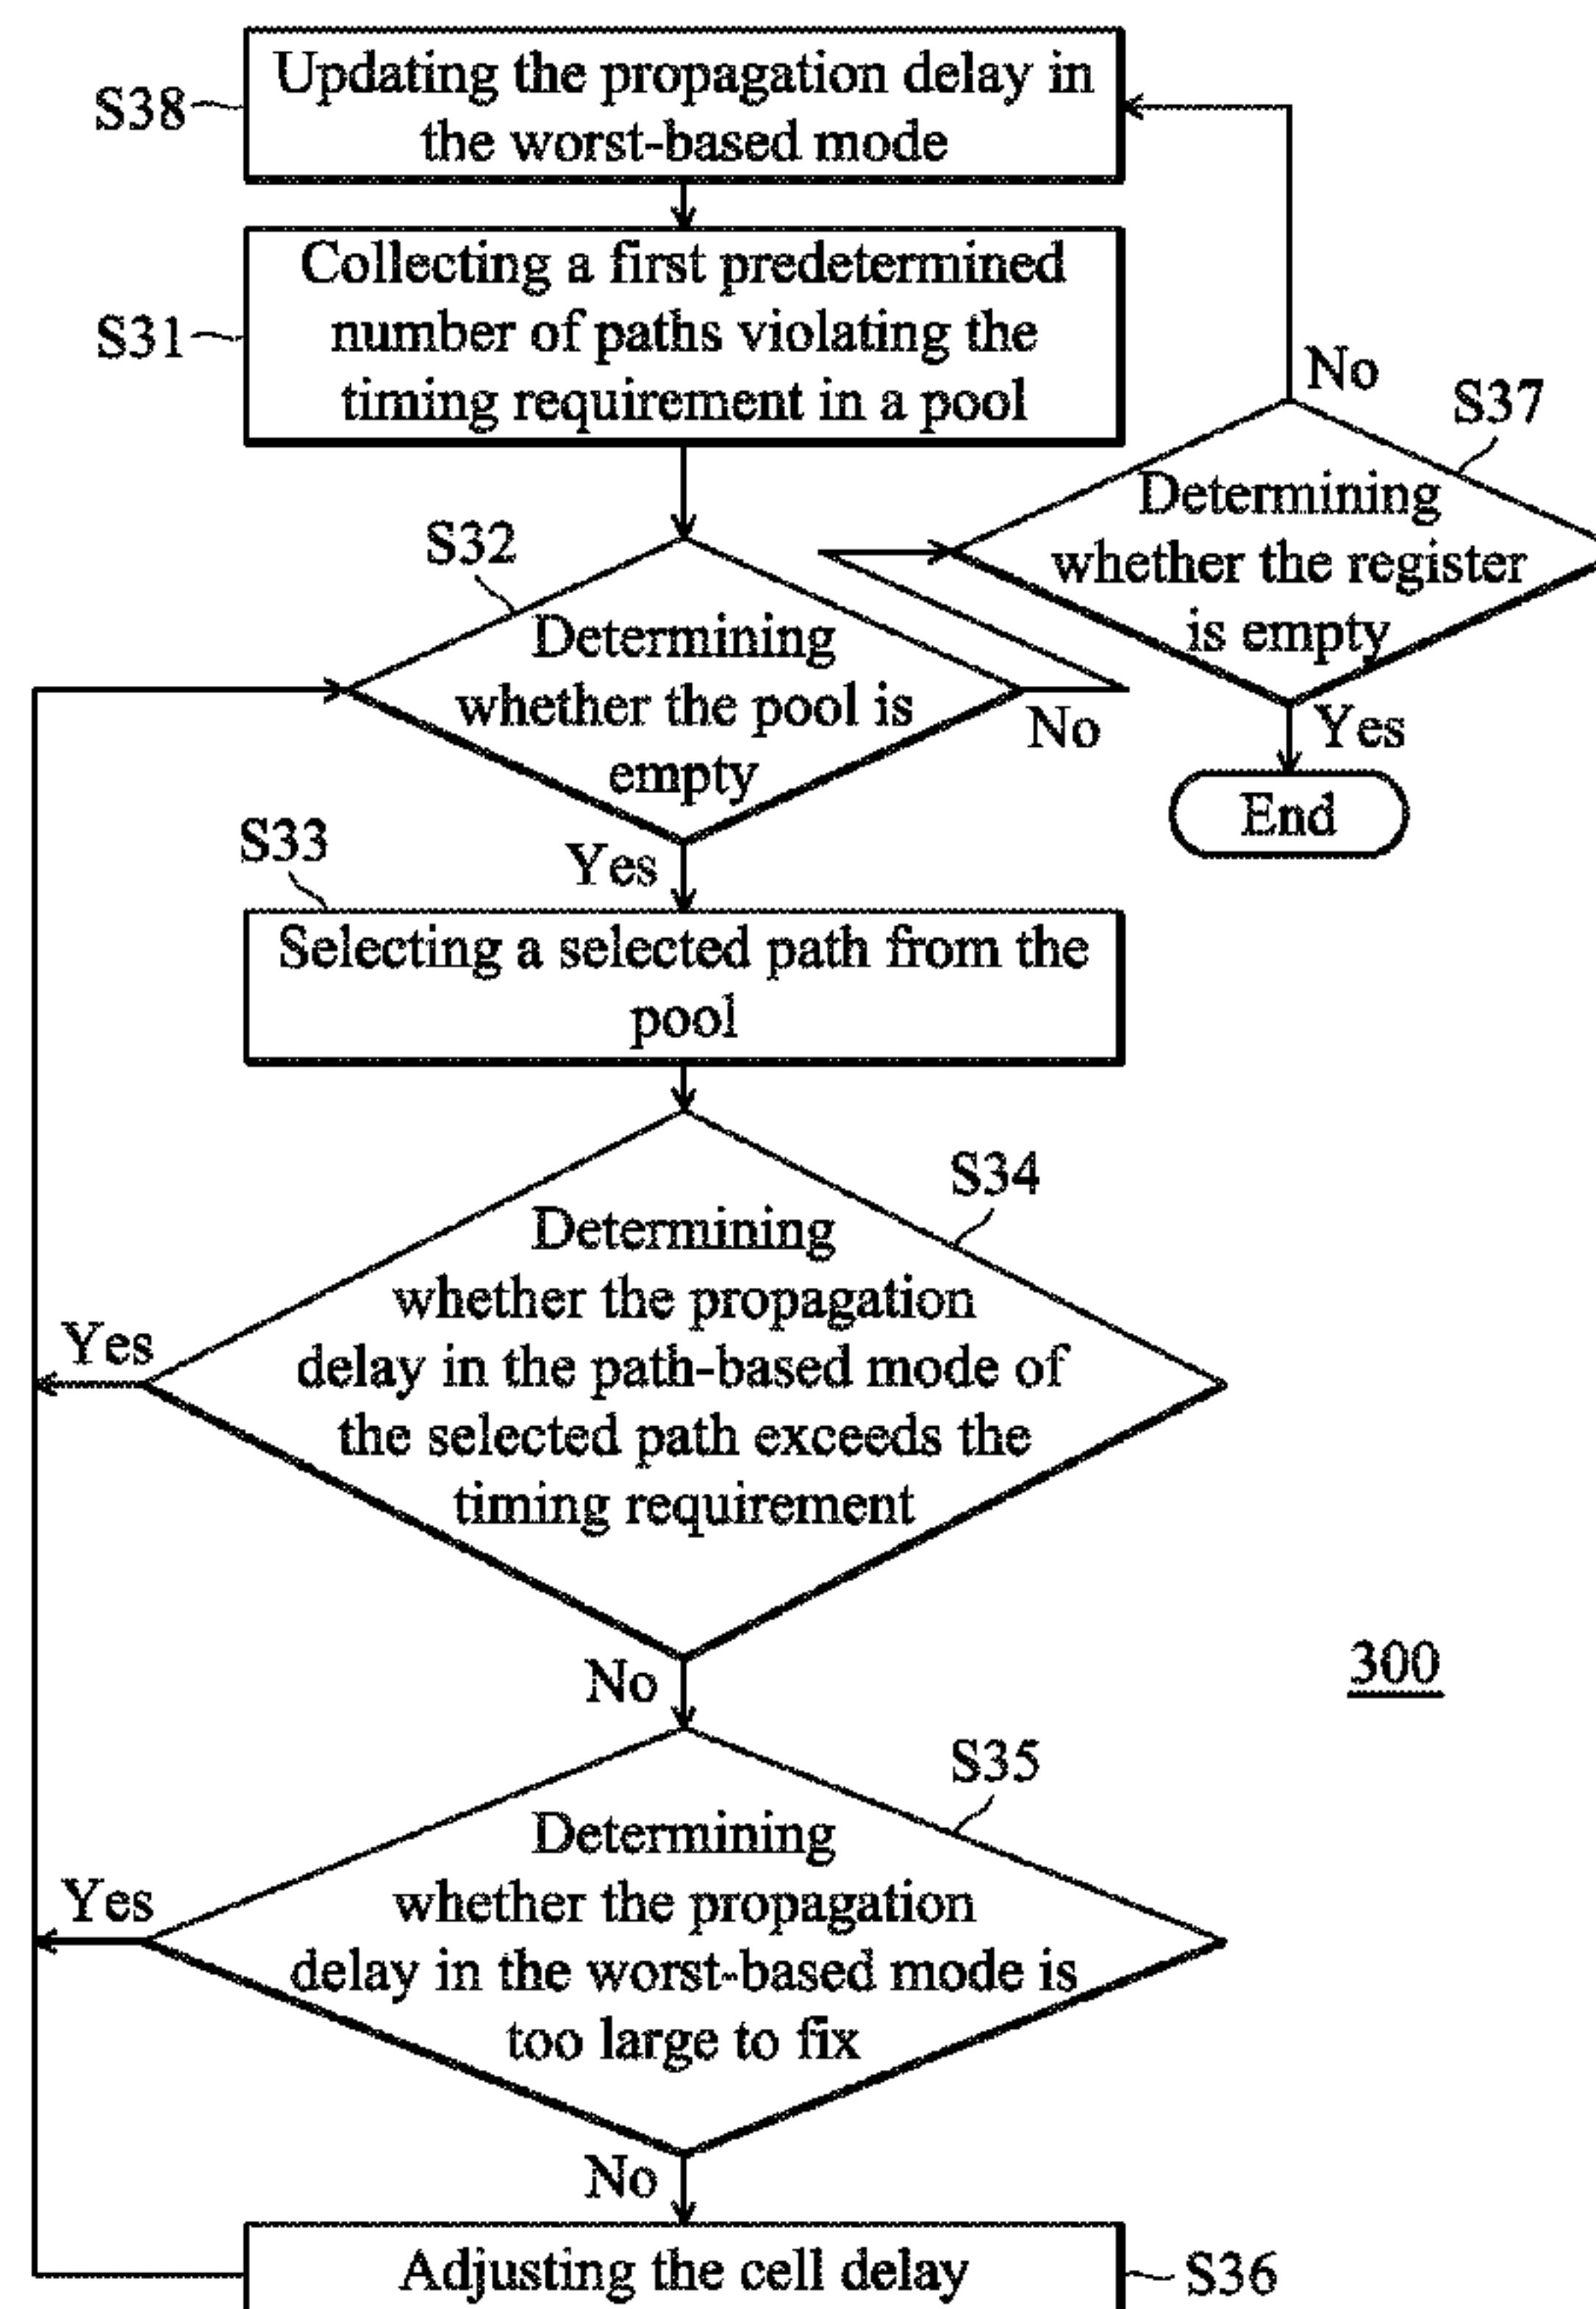 S38
Updating the propagation delay in
the worst-based mode
S31
Collecting a first predetermined
number of paths violating the
timing requirement in a pool
No
S37
Determining
whether the register
is empty
Yes
End
S32
Determining
whether the pool is
empty
No
Yes
S33
Selecting a selected path from the
pool
S34
Determining
whether the propagation
delay in the path-based mode of
the selected path exceeds the
timing requirement
Yes
No
300
S35
Determining
whether the propagation
delay in the worst-based mode is
too large to fix
Yes
No
Adjusting the cell delay
S36